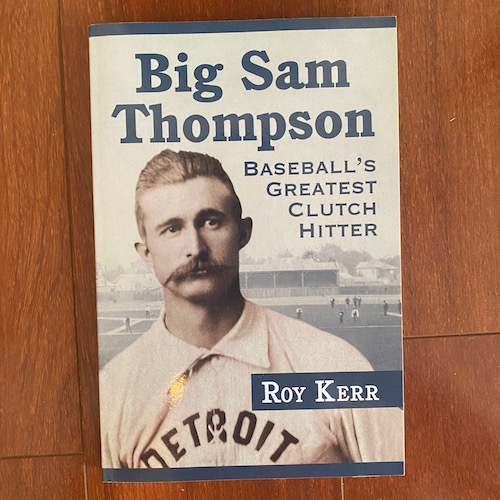 Big Sam
Thompson
BASEBALL'S
GREATEST
CLUTCH
HITTER
ROY KERR
DETROIT